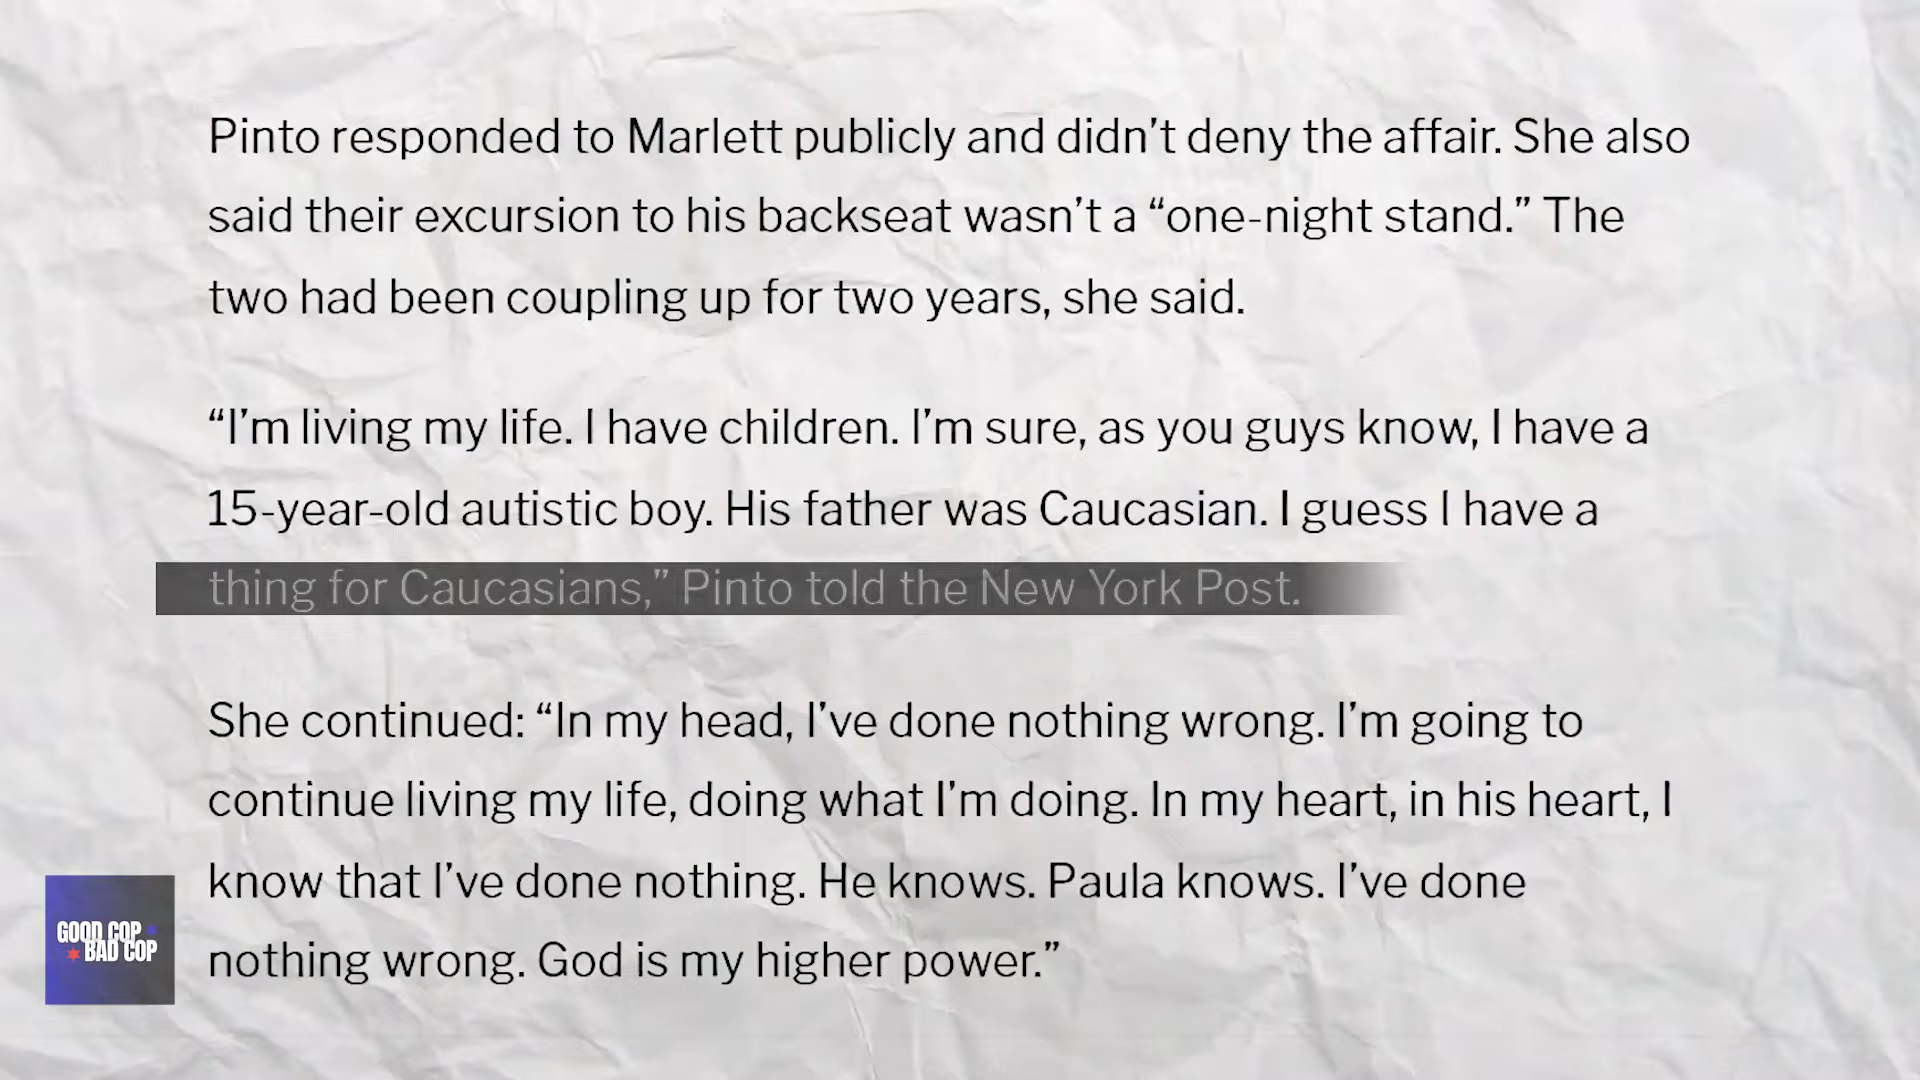 Pinto responded to Marlett publicly and didn’t deny the affair. She also
said their excursion to his backseat wasn’t a “one-night stand.” The
two had been coupling up for two years, she said.
“I’m living my life. I have children. I’m sure, as you guys know, I have a
15-year-old autistic boy. His father was Caucasian. I guess I have a
thing for Caucasians,” Pinto told the New York Post.
She continued: “In my head, I’ve done nothing wrong. I’m going to
continue living my life, doing what I’m doing. In my heart, in his heart, I
know that I’ve done nothing. He knows. Paula knows. I’ve done
nothing wrong. God is my higher power.”
GOOD COP
BAD COP